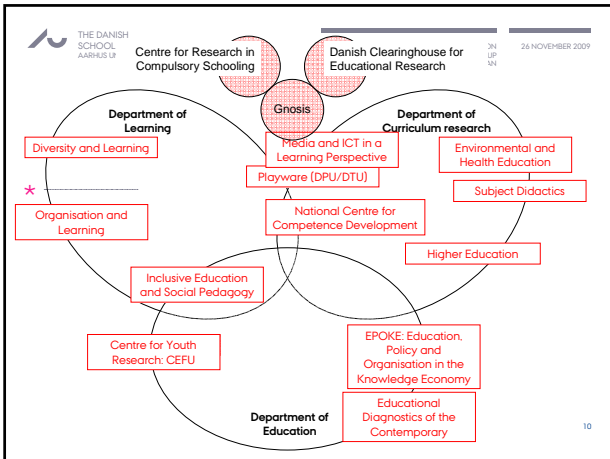 THE DANISH
SCHOOL
AARHUS
26 NOVEMBER 2009
Centre for Research in
Compulsory Schooling
Danish Clearinghouse for
Educational Research
Gnosis
Department of
Learning
Department of
Curriculum research
Diversity and Learning
Media and ICT in a
Learning Perspective
Environmental and
Health Education
Playware (DPU/DTU)
Subject Didactics
*
Organisation and
Learning
National Centre for
Competence Development
Higher Education
Inclusive Education
and Social Pedagogy
Centre for Youth
Research: CEFU
EPOKE: Education,
Policy and
Organisation in the
Knowledge Economy
Educational
Diagnostics of the
Contemporary
Department of
Education
10